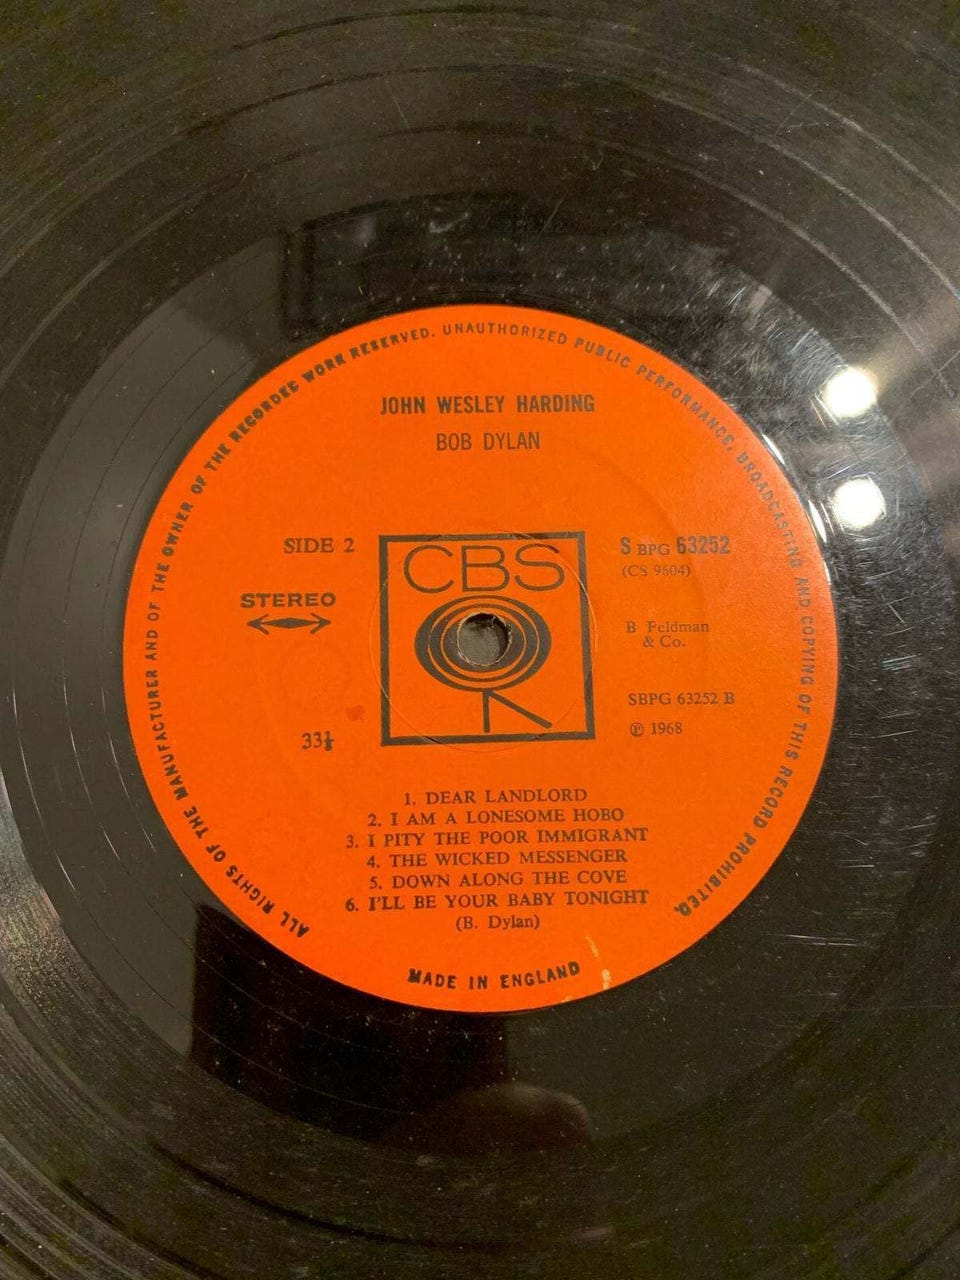 ALL RIGHTS OF THE MANUFACTURER AND OF THE OWNER OF THE RECORDED WORK RESERVED. UNAUTHORIZED PUBLIC PERFORMANCE, BROADCASTING AND COPYING OF THIS RECORD PROHIBITED.
JOHN WESLEY HARDING
BOB DYLAN
SIDE 2
STEREO
33⅓
CBS
S BPG 63252
(CS 9604)
B Feldman
& Co.
SBPG 63252 B
℗ 1968
1. DEAR LANDLORD
2. I AM A LONESOME HOBO
3. I PITY THE POOR IMMIGRANT
4. THE WICKED MESSENGER
5. DOWN ALONG THE COVE
6. I'LL BE YOUR BABY TONIGHT
(B. Dylan)
MADE IN ENGLAND